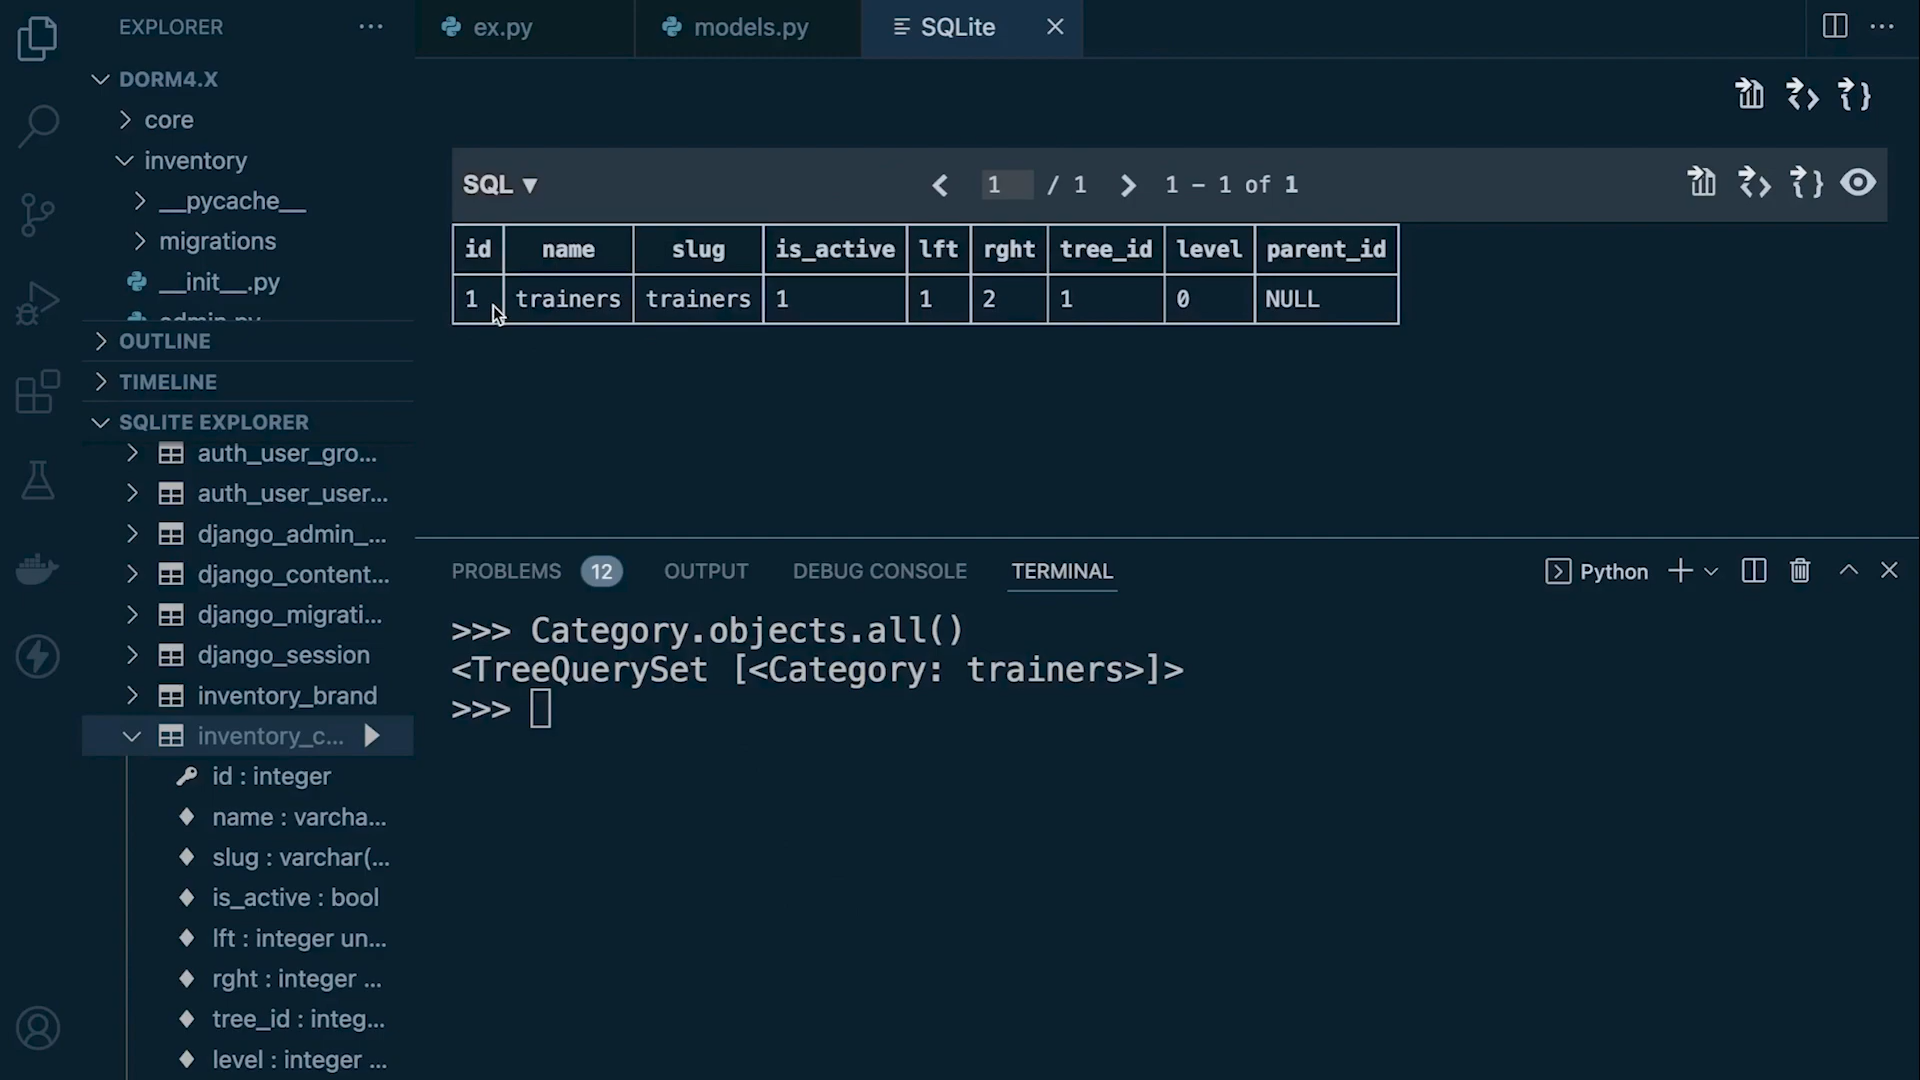 EXPLORER
ex.py
models.py
SQLite
DORM4.X
core
inventory
__pycache__
migrations
__init__.py
admin.py
OUTLINE
TIMELINE
SQLITE EXPLORER
auth_user_gro...
auth_user_user...
django_admin_...
django_content...
django_migrati...
django_session
inventory_brand
inventory_c...
id : integer
name : varcha...
slug : varchar(...
is_active : bool
lft : integer un...
rght : integer ...
tree_id : integ...
level : integer ...
SQL ▼
1 / 1
1 – 1 of 1
id name slug is_active lft rght tree_id level parent_id
1 trainers trainers 1 1 2 1 0 NULL
PROBLEMS 12 OUTPUT DEBUG CONSOLE TERMINAL
Python
>>> Category.objects.all()
<TreeQuerySet [<Category: trainers>]>
>>>